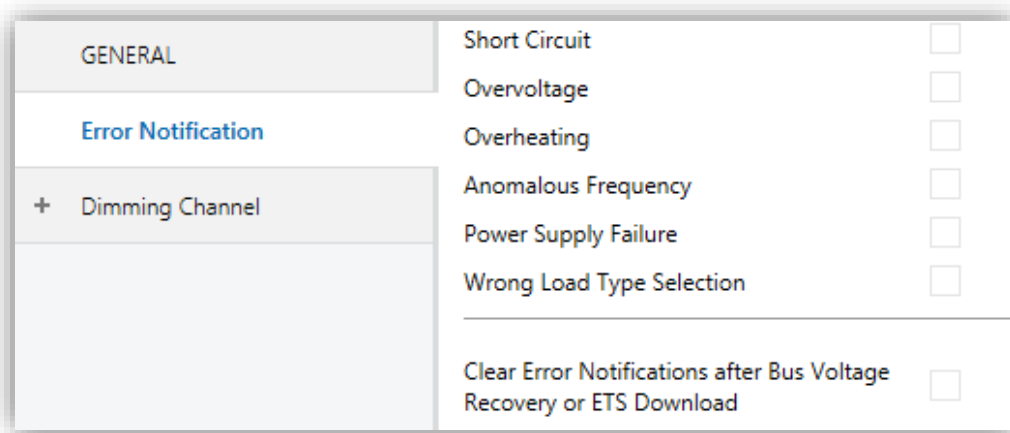 GENERAL
Error Notification
+ Dimming Channel
Short Circuit
Overvoltage
Overheating
Anomalous Frequency
Power Supply Failure
Wrong Load Type Selection
Clear Error Notifications after Bus Voltage
Recovery or ETS Download